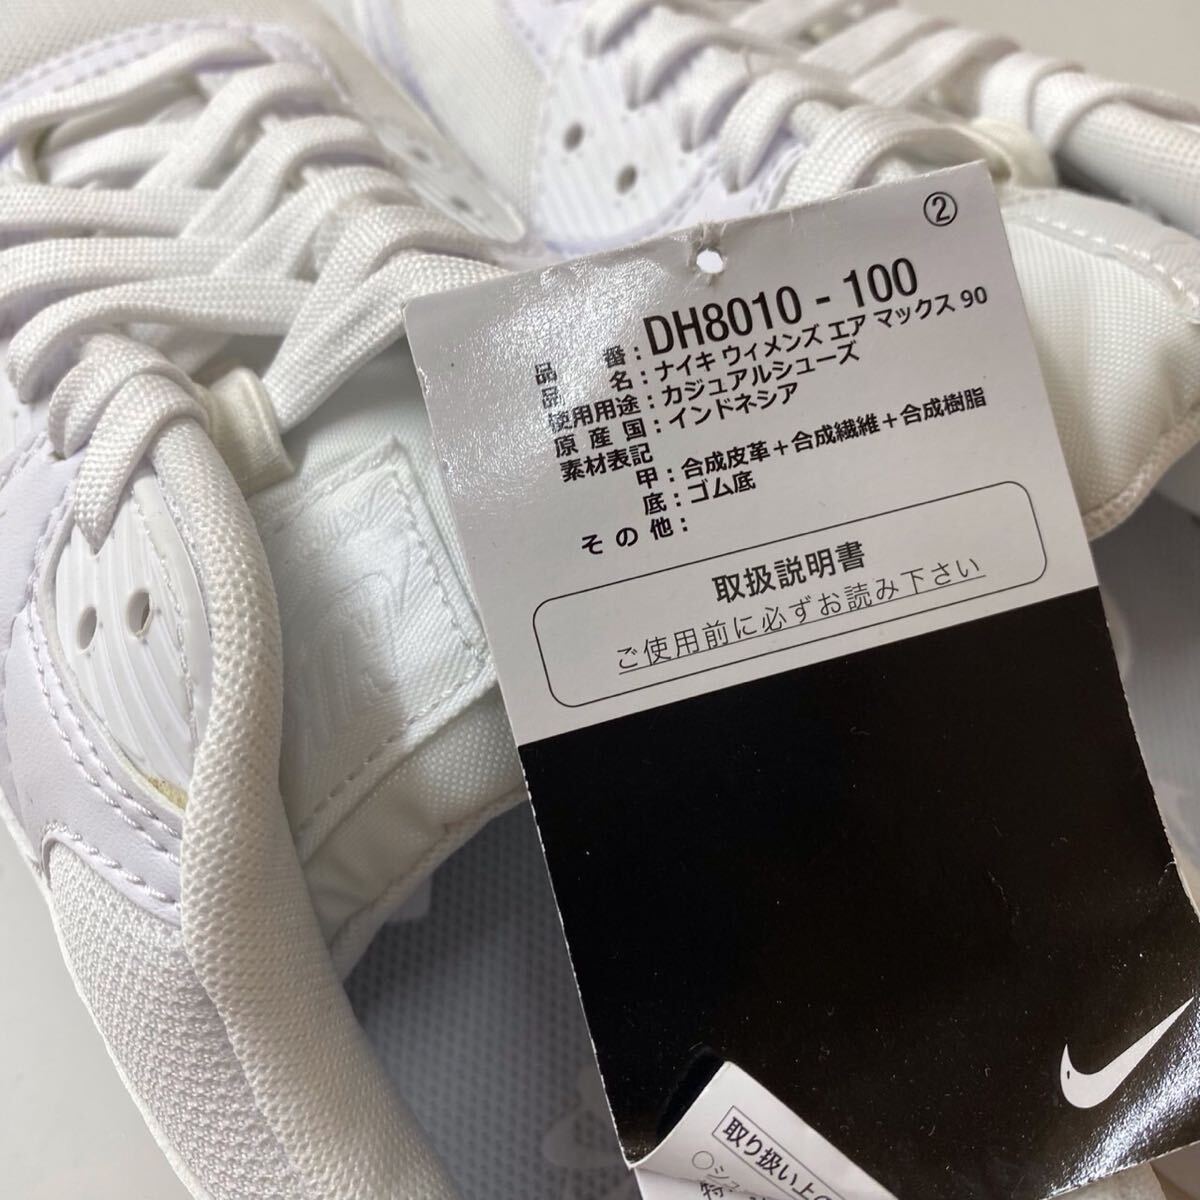 ②
品番：DH8010 - 100
品名：ナイキ ウィメンズ エア マックス 90
使用用途：カジュアルシューズ
原産国：インドネシア
素材表記
甲：合成皮革＋合成繊維＋合成樹脂
底：ゴム底
その他：
取扱説明書
ご使用前に必ずお読み下さい
取り扱い上の
○シュ
特